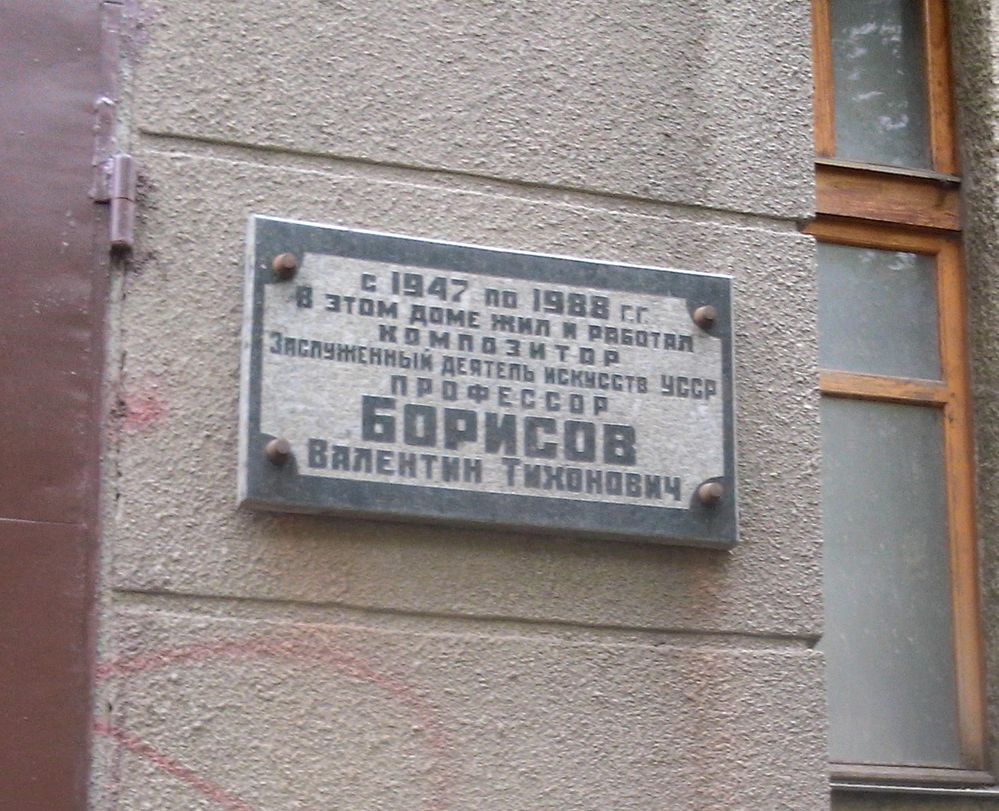 с 1947 по 1988 г.г.
в этом доме жил и работал
композитор
Заслуженный деятель искусств УССР
профессор
БОРИСОВ
Валентин Тихонович